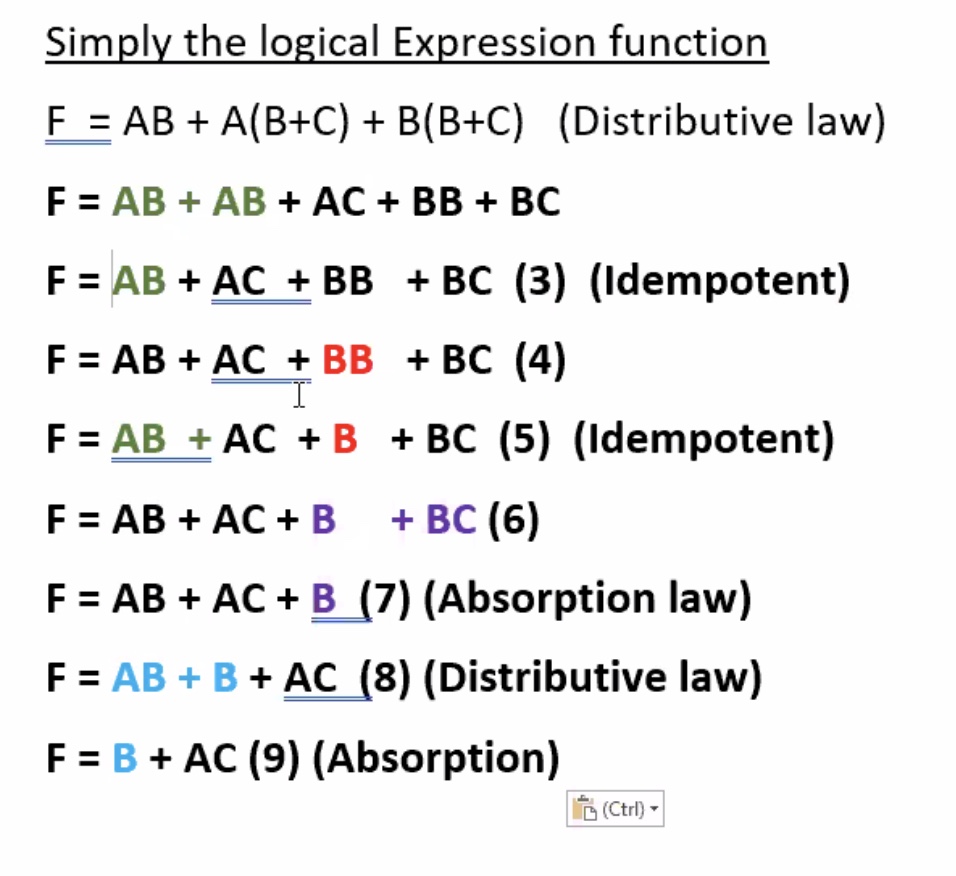 Simply the logical Expression function
F = AB + A(B+C) + B(B+C) (Distributive law)
F = AB + AB + AC + BB + BC
F = AB + AC + BB + BC (3) (Idempotent)
F = AB + AC + BB + BC (4)
F = AB + AC + B + BC (5) (Idempotent)
F = AB + AC + B + BC (6)
F = AB + AC + B (7) (Absorption law)
F = AB + B + AC (8) (Distributive law)
F = B + AC (9) (Absorption)
(Ctrl)